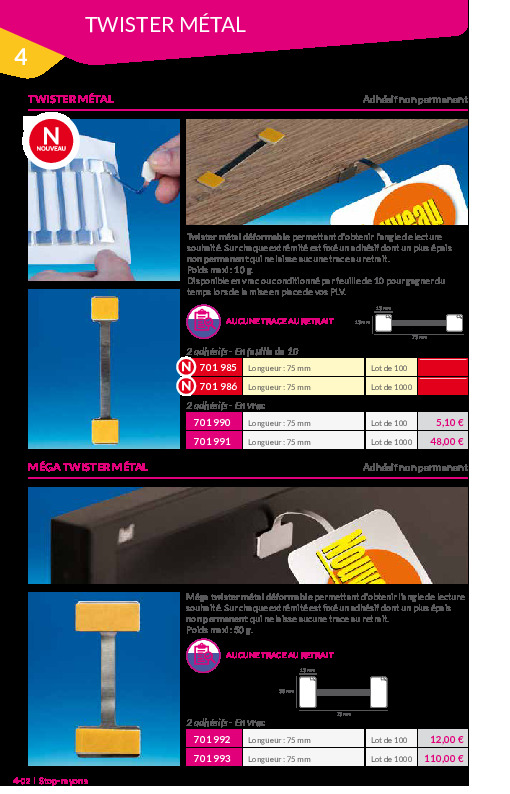 TWISTER MÉTAL
4
TWISTER MÉTAL
Adhésif non permanent
N
NOUVEAU
Twister métal déformable permettant d'obtenir l'angle de lecture
souhaité. Sur chaque extrémité est fixé un adhésif dont un plus épais
non permanent qui ne laisse aucune trace au retrait.
Poids maxi : 10 g.
Disponible en vrac ou conditionné par feuille de 10 pour gagner du
temps lors de la mise en place de vos PLV.
AUCUNE TRACE AU RETRAIT
75 mm
2 adhésifs - En feuille de 10
N 701 985 Longueur : 75 mm Lot de 100
N 701 986 Longueur : 75 mm Lot de 1000
2 adhésifs - En vrac
701 990 Longueur : 75 mm Lot de 100 5,10 €
701 991 Longueur : 75 mm Lot de 1000 48,00 €
MÉGA TWISTER MÉTAL
Adhésif non permanent
Méga twister métal déformable permettant d'obtenir l'angle de lecture
souhaité. Sur chaque extrémité est fixé un adhésif dont un plus épais
non permanent qui ne laisse aucune trace au retrait.
Poids maxi : 50 g.
AUCUNE TRACE AU RETRAIT
75 mm
2 adhésifs - En vrac
701 992 Longueur : 75 mm Lot de 100 12,00 €
701 993 Longueur : 75 mm Lot de 1000 110,00 €
4-02 | Stop-rayons